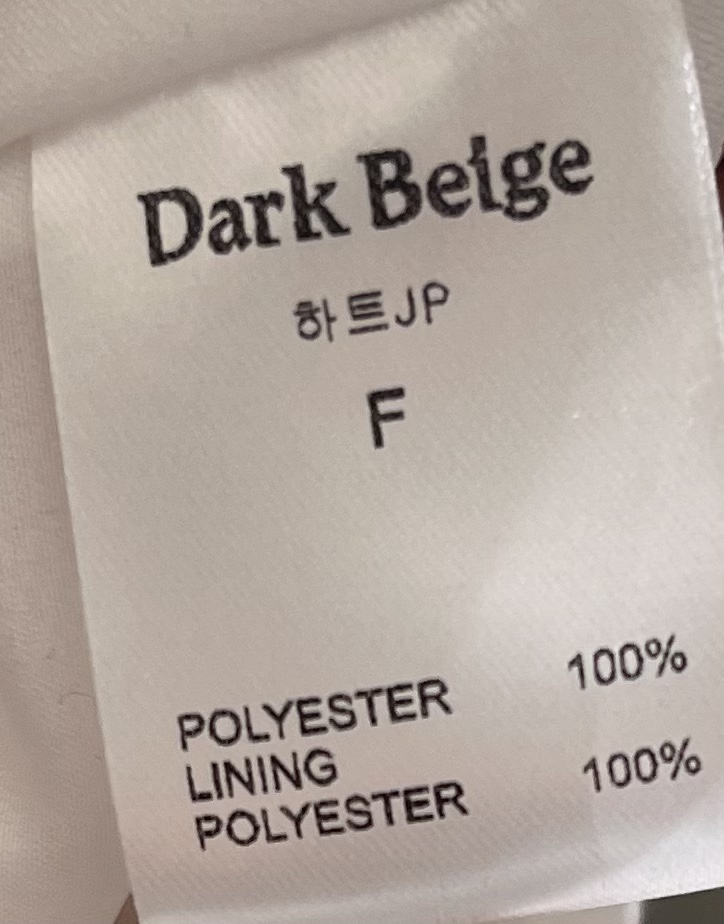 Dark Beige
하트JP
F
POLYESTER 100%
LINING
POLYESTER 100%